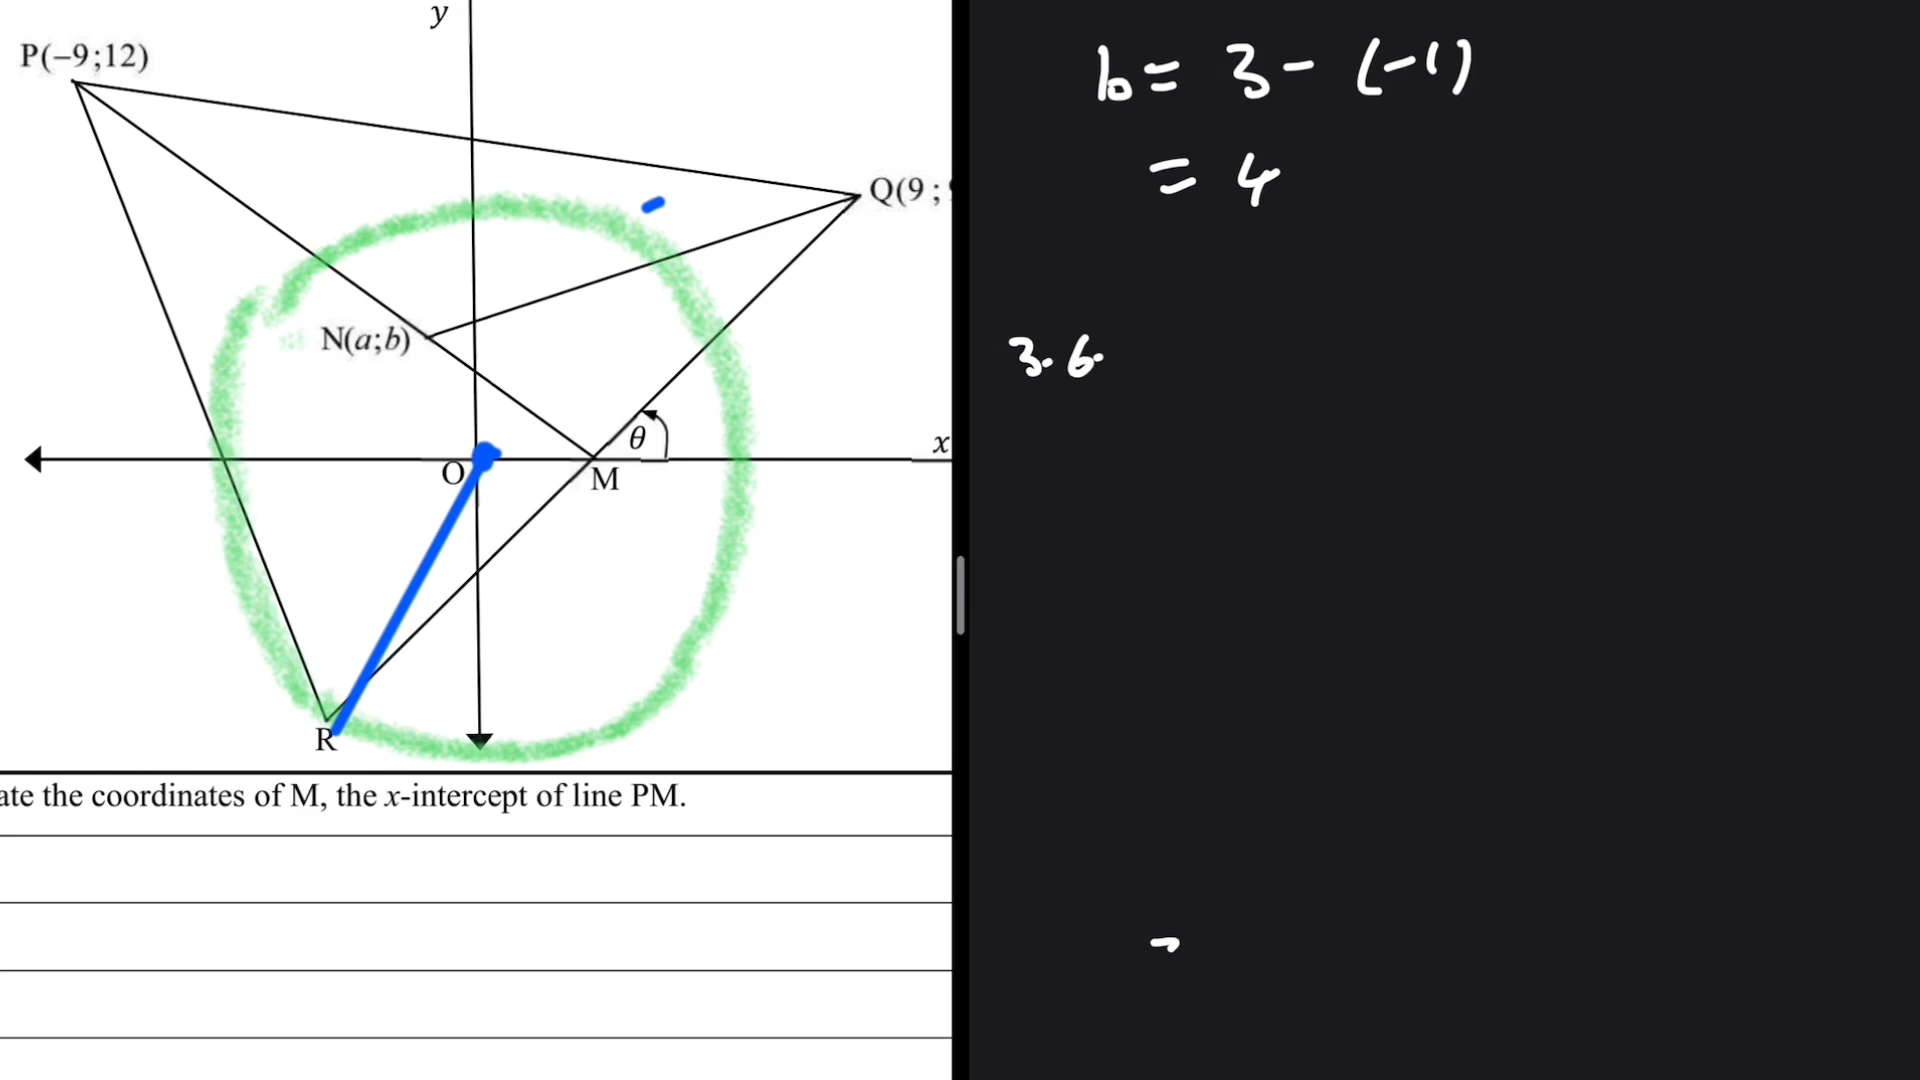 y
P(−9;12)
Q(9 ;
N(a;b)
θ
x
O
M
R
ate the coordinates of M, the x-intercept of line PM.
b = 3 - (-1)
= 4
3.6.